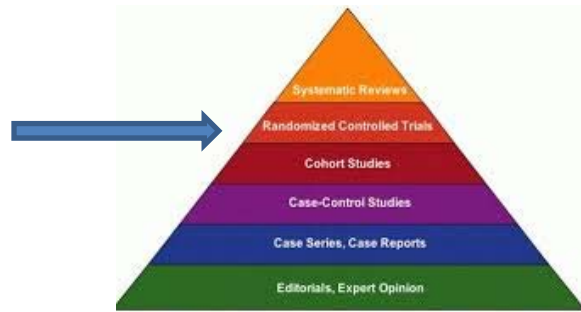 Systematic Reviews
Randomized Controlled Trials
Cohort Studies
Case-Control Studies
Case Series, Case Reports
Editorials, Expert Opinion